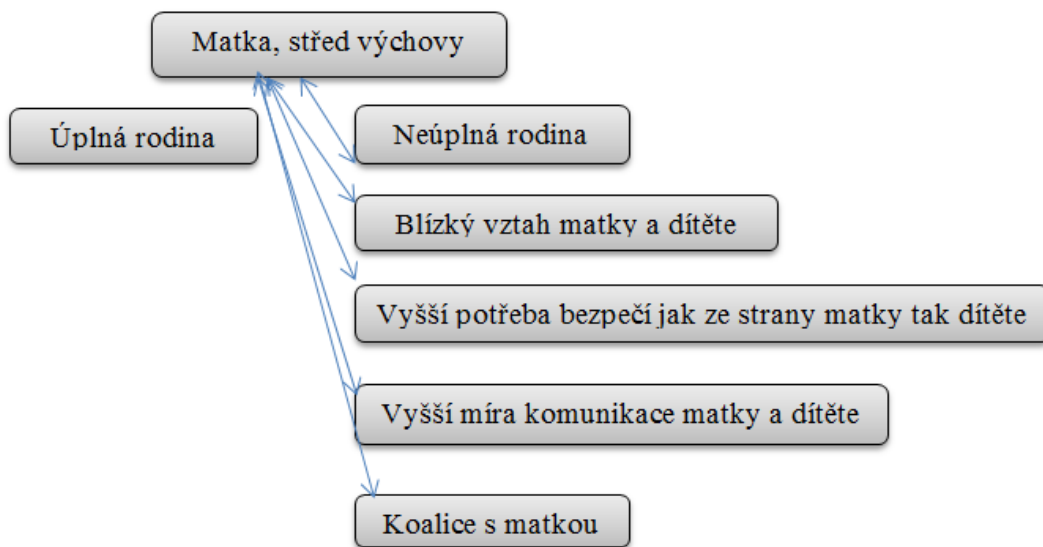 Matka, střed výchovy
Úplná rodina
Neúplná rodina
Blízký vztah matky a dítěte
Vyšší potřeba bezpečí jak ze strany matky tak dítěte
Vyšší míra komunikace matky a dítěte
Koalice s matkou